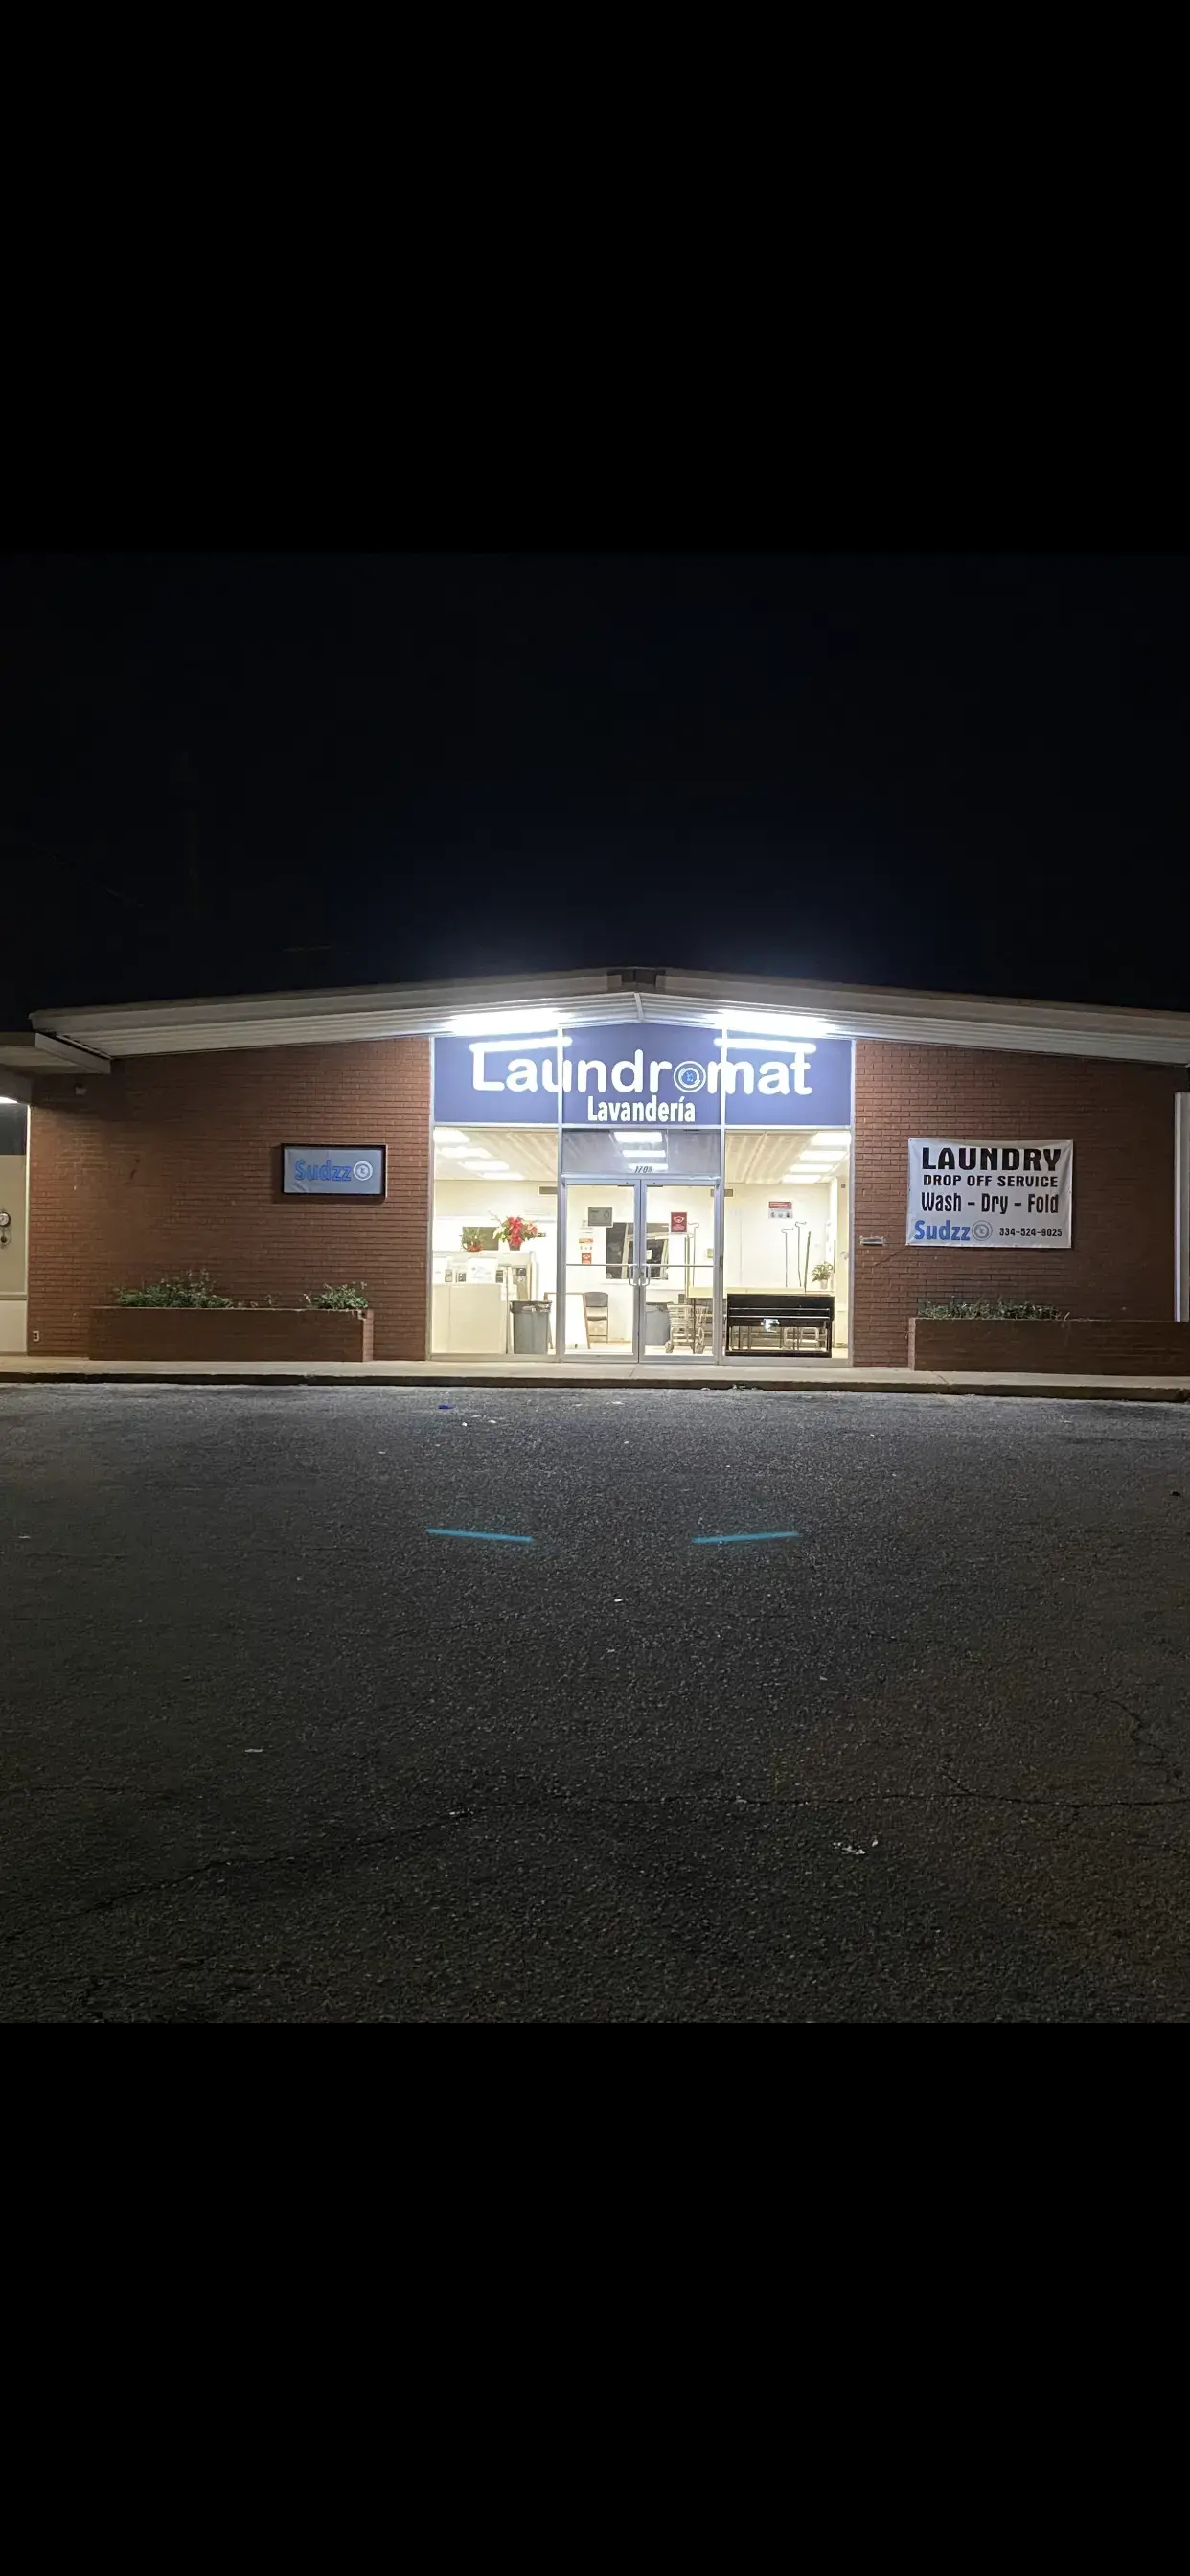 Laundromat
Lavandería
Sudzz
LAUNDRY
DROP OFF SERVICE
Wash - Dry - Fold
Sudzz 334-524-9025